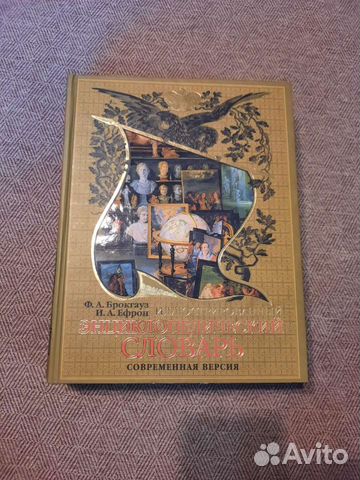 Ф. А. Брокгауз
И. А. Ефрон
ИЛЛЮСТРИРОВАННЫЙ
ЭНЦИКЛОПЕДИЧЕСКИЙ
СЛОВАРЬ
СОВРЕМЕННАЯ ВЕРСИЯ
Avito